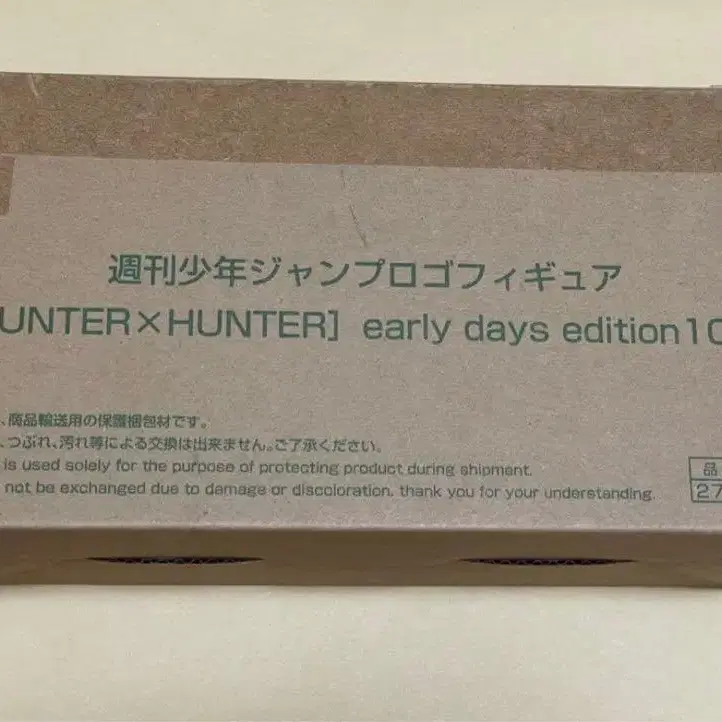 週刊少年ジャンプロゴフィギュア
UNTER×HUNTER］early days edition10
、商品輸送用の保護梱包材です。
、つぶれ、汚れ等による交換は出来ません。ご了承ください。
is used solely for the purpose of protecting product during shipment.
not be exchanged due to damage or discoloration. thank you for your understanding.
品
27